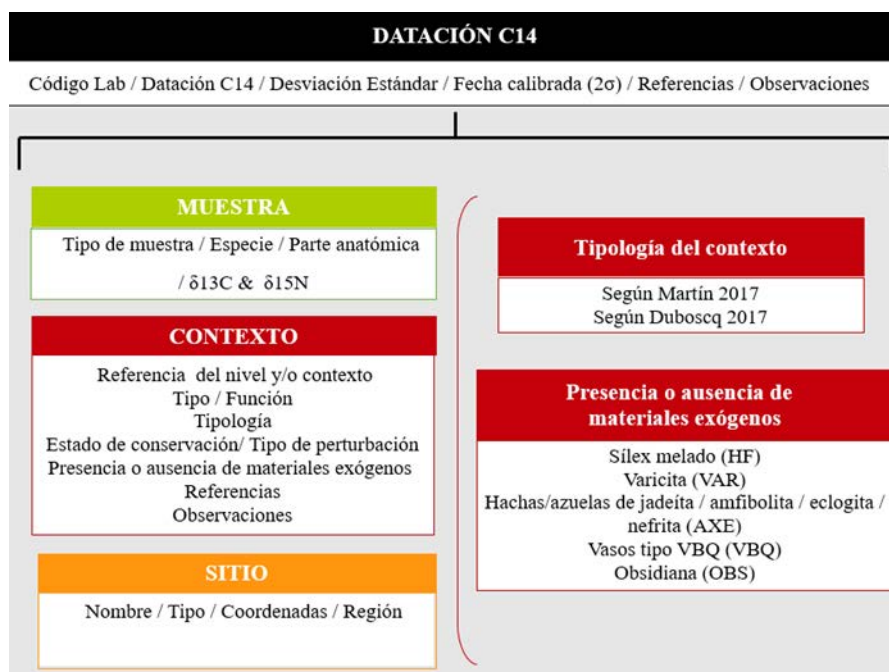 DATACIÓN C14
Código Lab / Datación C14 / Desviación Estándar / Fecha calibrada (2σ) / Referencias / Observaciones
MUESTRA
Tipo de muestra / Especie / Parte anatómica
/ δ13C & δ15N
CONTEXTO
Referencia del nivel y/o contexto
Tipo / Función
Tipología
Estado de conservación/ Tipo de perturbación
Presencia o ausencia de materiales exógenos
Referencias
Observaciones
SITIO
Nombre / Tipo / Coordenadas / Región
Tipología del contexto
Según Martín 2017
Según Duboscq 2017
Presencia o ausencia de
materiales exógenos
Sílex melado (HF)
Varicita (VAR)
Hachas/azuelas de jadeíta / amfibolita / eclogita /
nefrita (AXE)
Vasos tipo VBQ (VBQ)
Obsidiana (OBS)